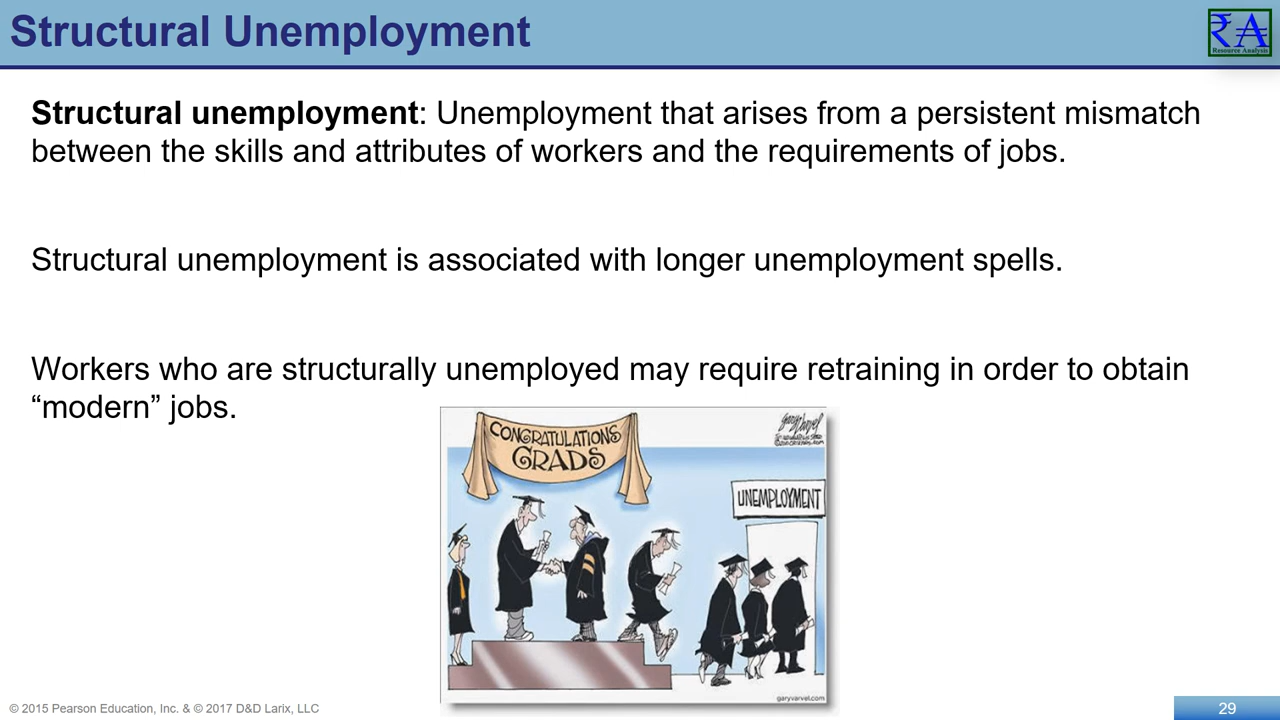 Structural Unemployment
Resource Analysis
Structural unemployment: Unemployment that arises from a persistent mismatch
between the skills and attributes of workers and the requirements of jobs.
Structural unemployment is associated with longer unemployment spells.
Workers who are structurally unemployed may require retraining in order to obtain
“modern” jobs.
CONGRATULATIONS
GRADS
UNEMPLOYMENT
garyvarvel.com
© 2015 Pearson Education, Inc. & © 2017 D&D Larix, LLC
29